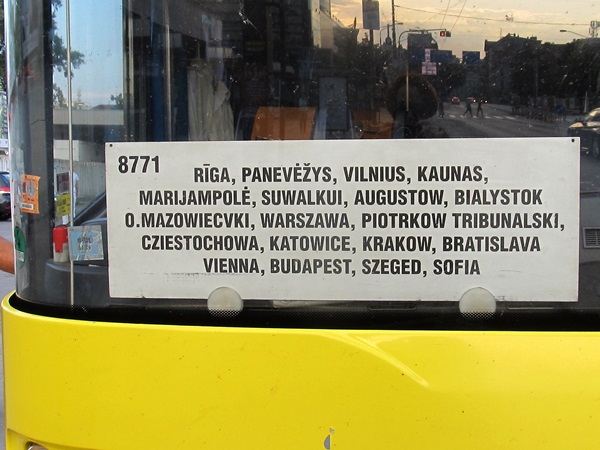 8771
RĪGA, PANEVĖŽYS, VILNIUS, KAUNAS,
MARIJAMPOLĖ, SUWALKUI, AUGUSTOW, BIALYSTOK
O.MAZOWIECVKI, WARSZAWA, PIOTRKOW TRIBUNALSKI,
CZIESTOCHOWA, KATOWICE, KRAKOW, BRATISLAVA
VIENNA, BUDAPEST, SZEGED, SOFIA